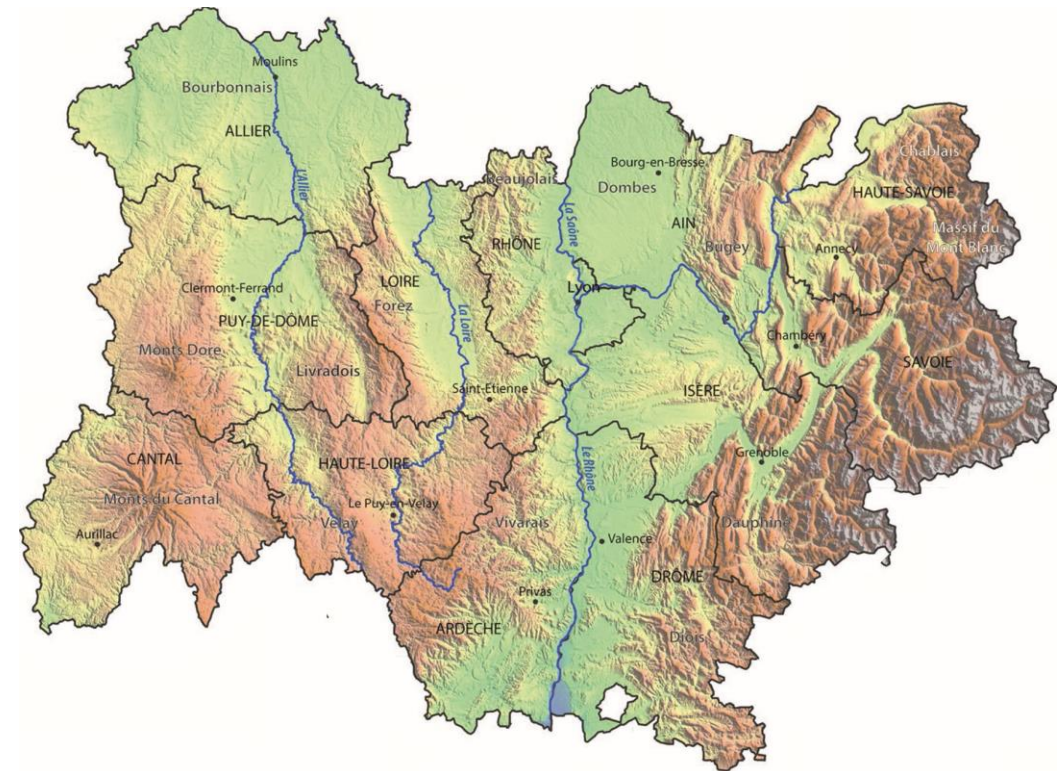 Moulins
Bourbonnais
ALLIER
L'Allier
Beaujolais
Bourg-en-Bresse
Dombes
Chablais
HAUTE-SAVOIE
La Saône
RHÔNE
AIN
Bugey
Massif du
Mont Blanc
Annecy
LOIRE
Forez
Clermont-Ferrand
Lyon
PUY-DE-DÔME
La Loire
Monts Dore
Livradois
Chambéry
SAVOIE
Saint-Etienne
ISÈRE
CANTAL
HAUTE-LOIRE
Grenoble
Le Rhône
Monts du Cantal
Le Puy-en-Velay
Velay
Vivarais
Dauphiné
Aurillac
Valence
DRÔME
Privas
ARDÈCHE
Diois